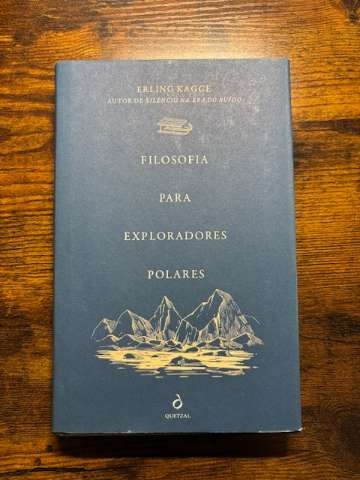 ERLING KAGGE
AUTOR DE SILÊNCIO NA ERA DO RUÍDO
FILOSOFIA
PARA
EXPLORADORES
POLARES
QUETZAL